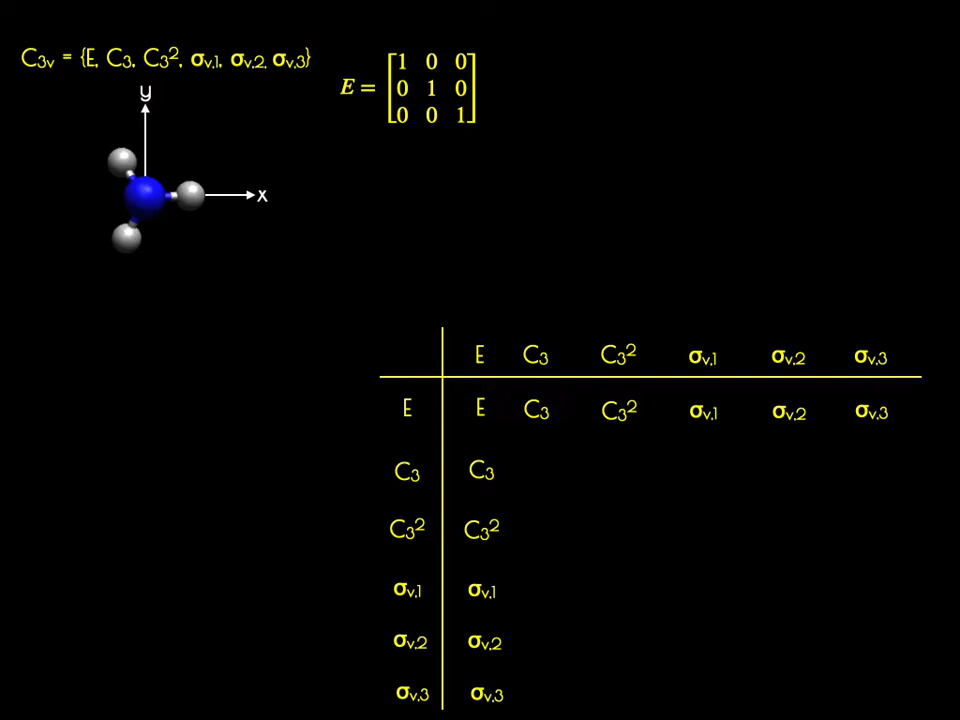 C₃ᵥ = {E, C₃, C₃², σv,1, σv,2, σv,3}
y
x
E = [1 0 0
0 1 0
0 0 1]
E C₃ C₃² σv,1 σv,2 σv,3
E E C₃ C₃² σv,1 σv,2 σv,3
C₃ C₃
C₃² C₃²
σv,1 σv,1
σv,2 σv,2
σv,3 σv,3